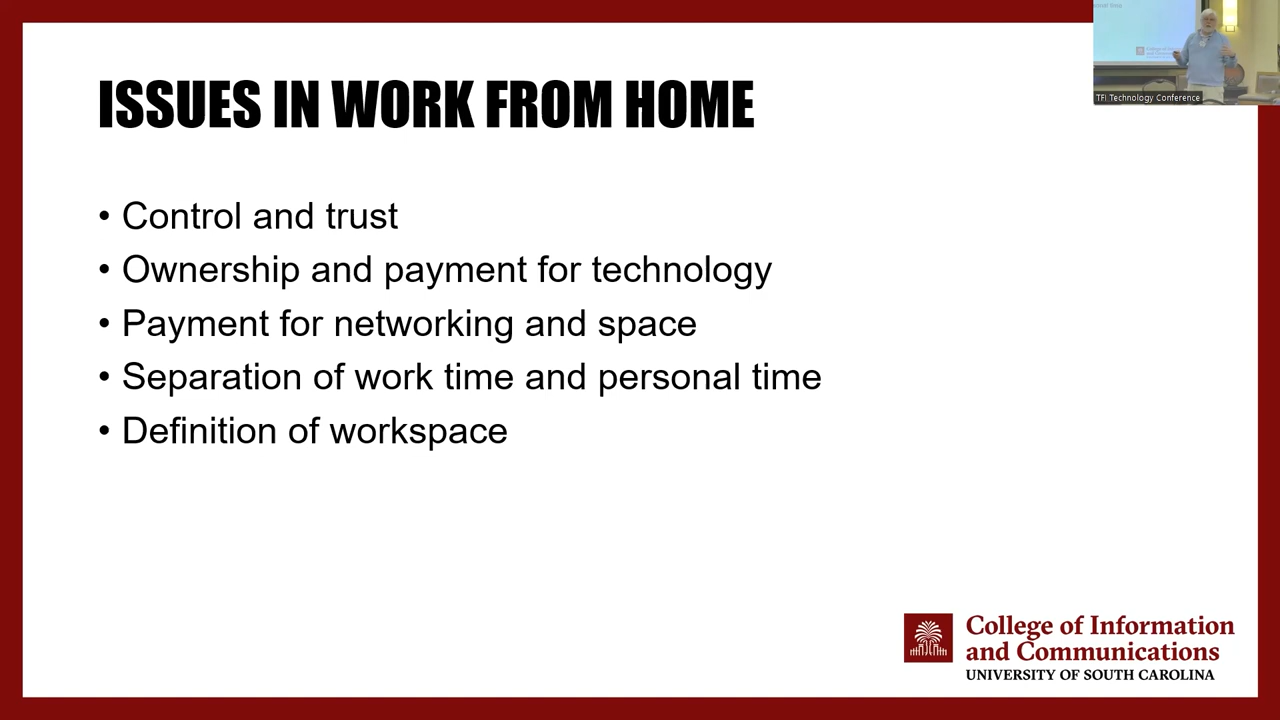 ISSUES IN WORK FROM HOME
• Control and trust
• Ownership and payment for technology
• Payment for networking and space
• Separation of work time and personal time
• Definition of workspace
TFI Technology Conference
College of Information
and Communications
UNIVERSITY OF SOUTH CAROLINA